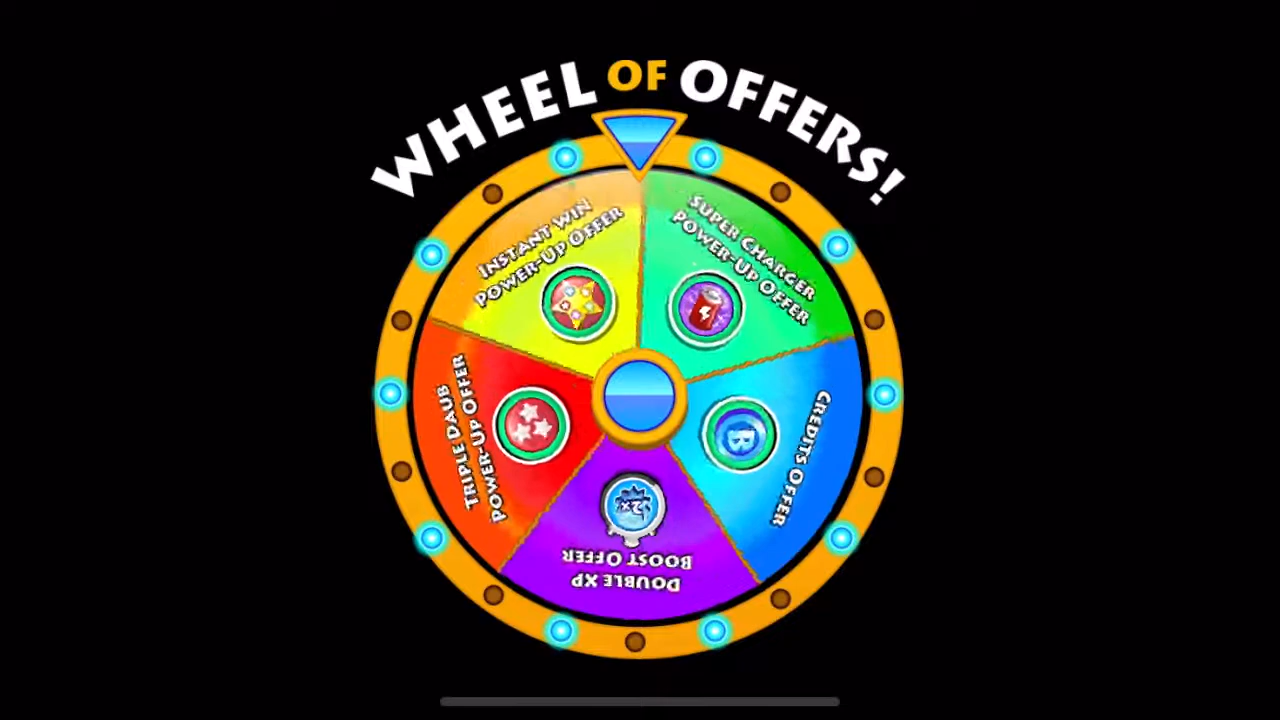 WHEEL OF OFFERS!
INSTANT WIN
POWER-UP OFFER
SUPER CHARGER
POWER-UP OFFER
TRIPLE DAUB
POWER-UP OFFER
B
CREDITS OFFER
2x
DOUBLE XP
BOOST OFFER